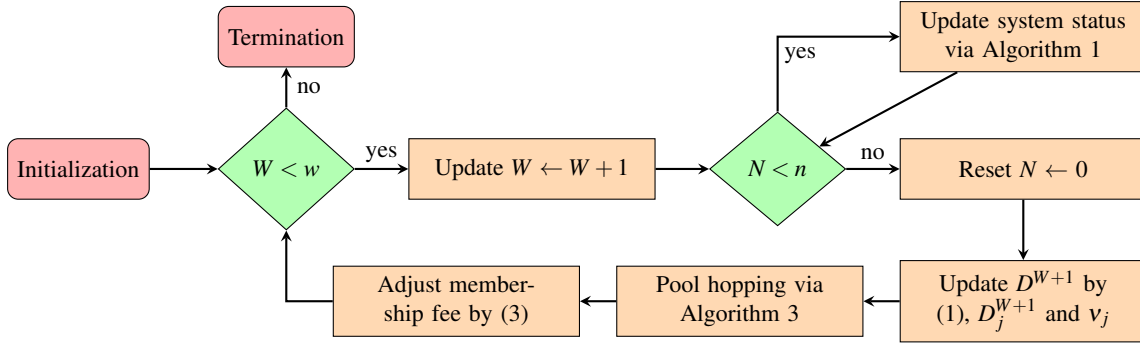 Termination
Update system status
via Algorithm 1
yes
no
Initialization
W < w
yes
Update W ← W + 1
N < n
no
Reset N ← 0
Adjust member-
ship fee by (3)
Pool hopping via
Algorithm 3
Update D^{W+1} by
(1), D_j^{W+1} and ν_j